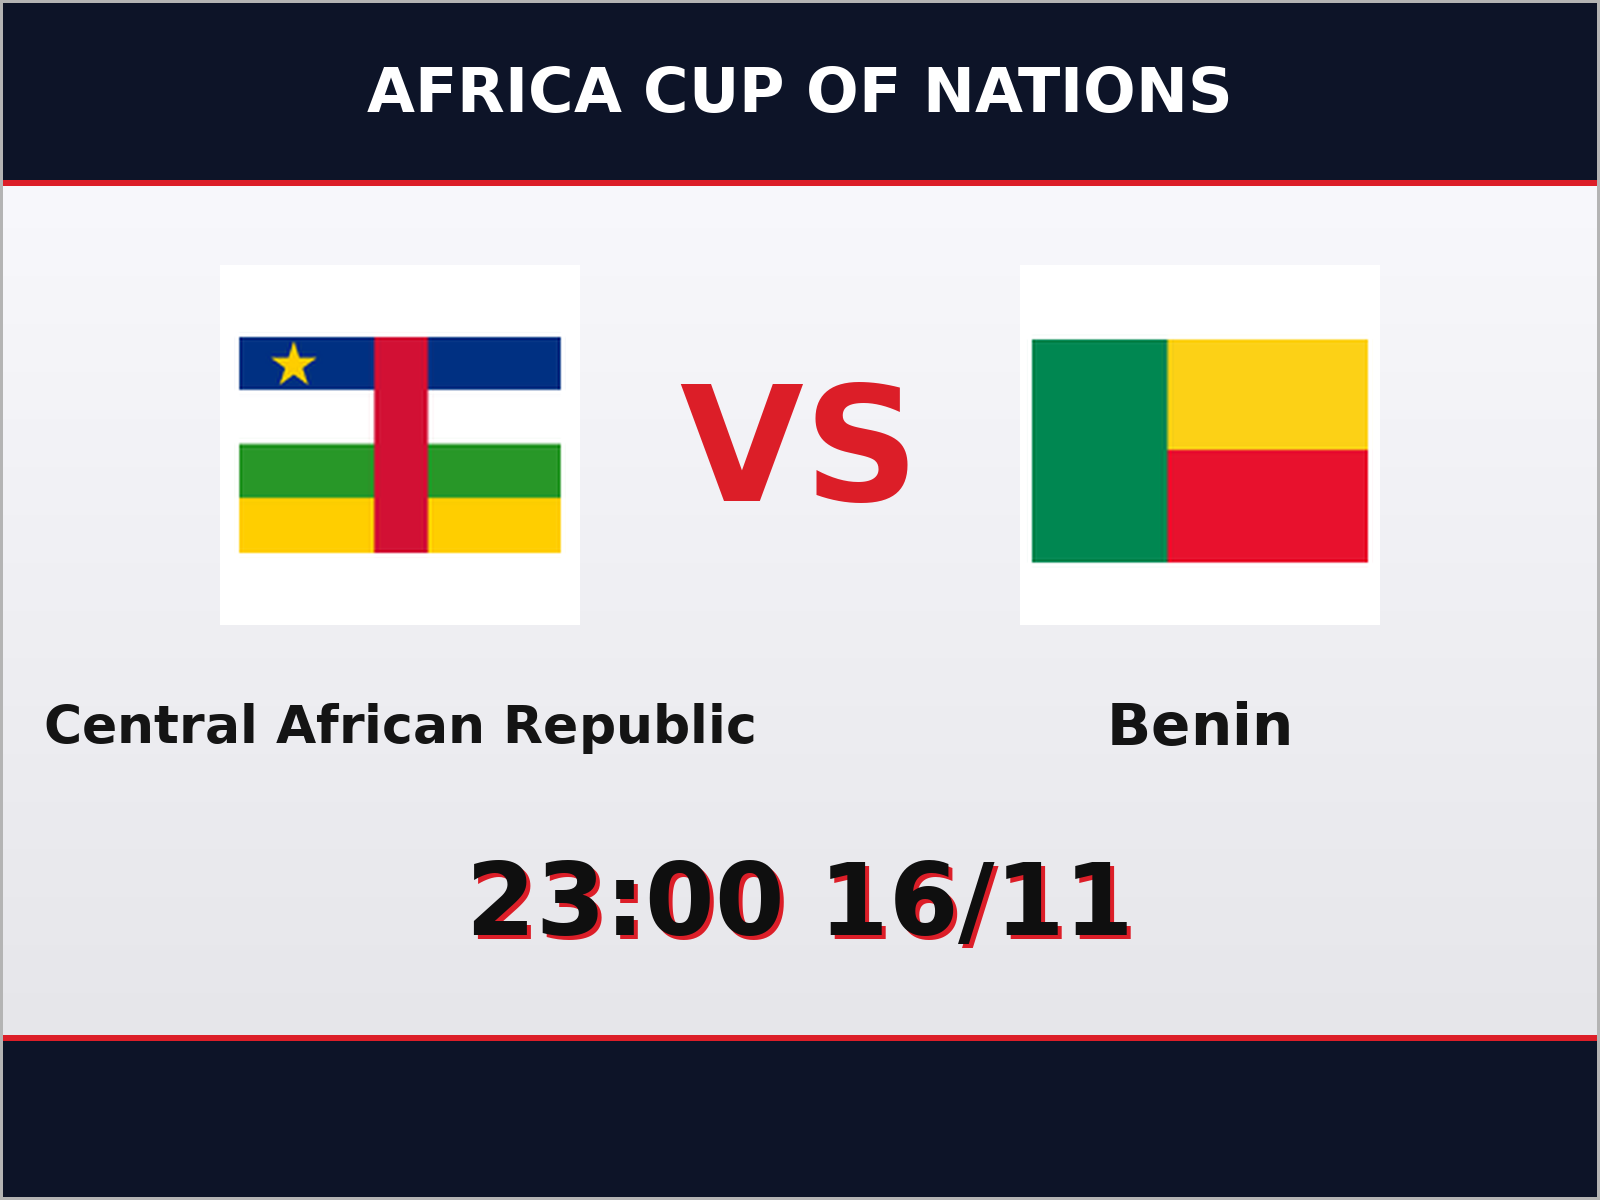 AFRICA CUP OF NATIONS
VS
Central African Republic
Benin
23:00 16/11